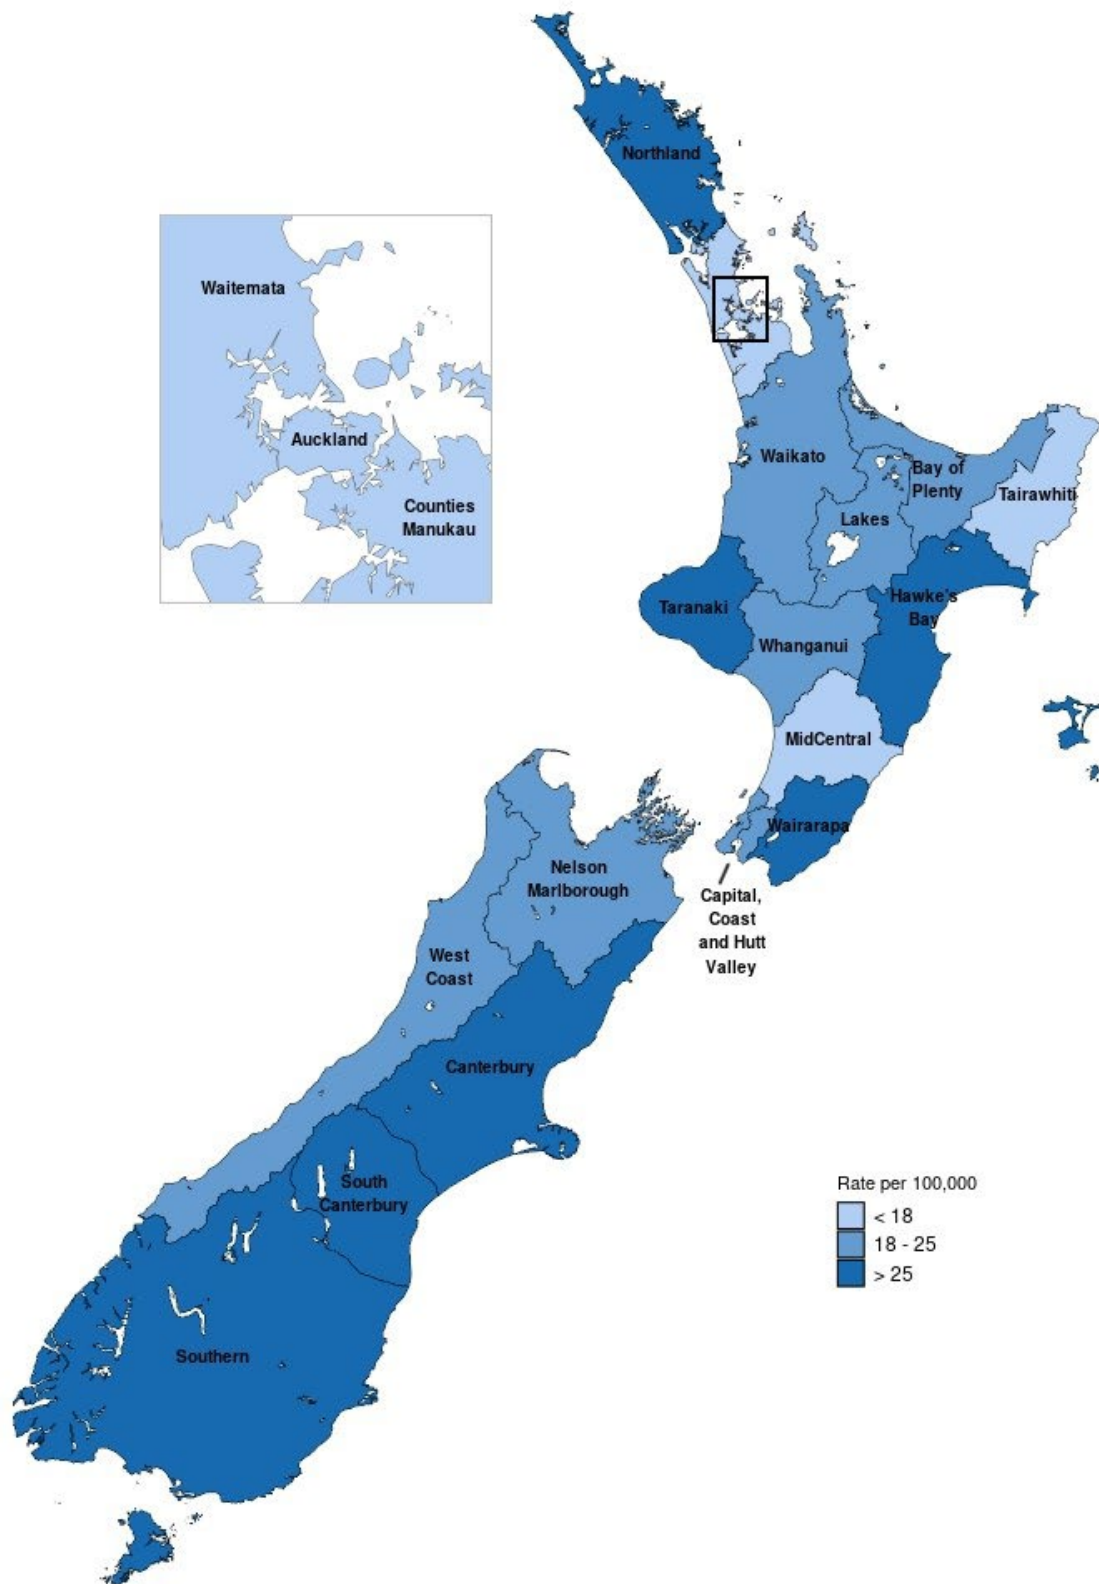 Northland
Waitemata
Auckland
Counties
Manukau
Waikato
Bay of
Plenty
Tairawhiti
Lakes
Hawke's
Bay
Taranaki
Whanganui
MidCentral
Wairarapa
Capital,
Coast
and Hutt
Valley
Nelson
Marlborough
West
Coast
Canterbury
South
Canterbury
Southern
Rate per 100,000
< 18
18 - 25
> 25